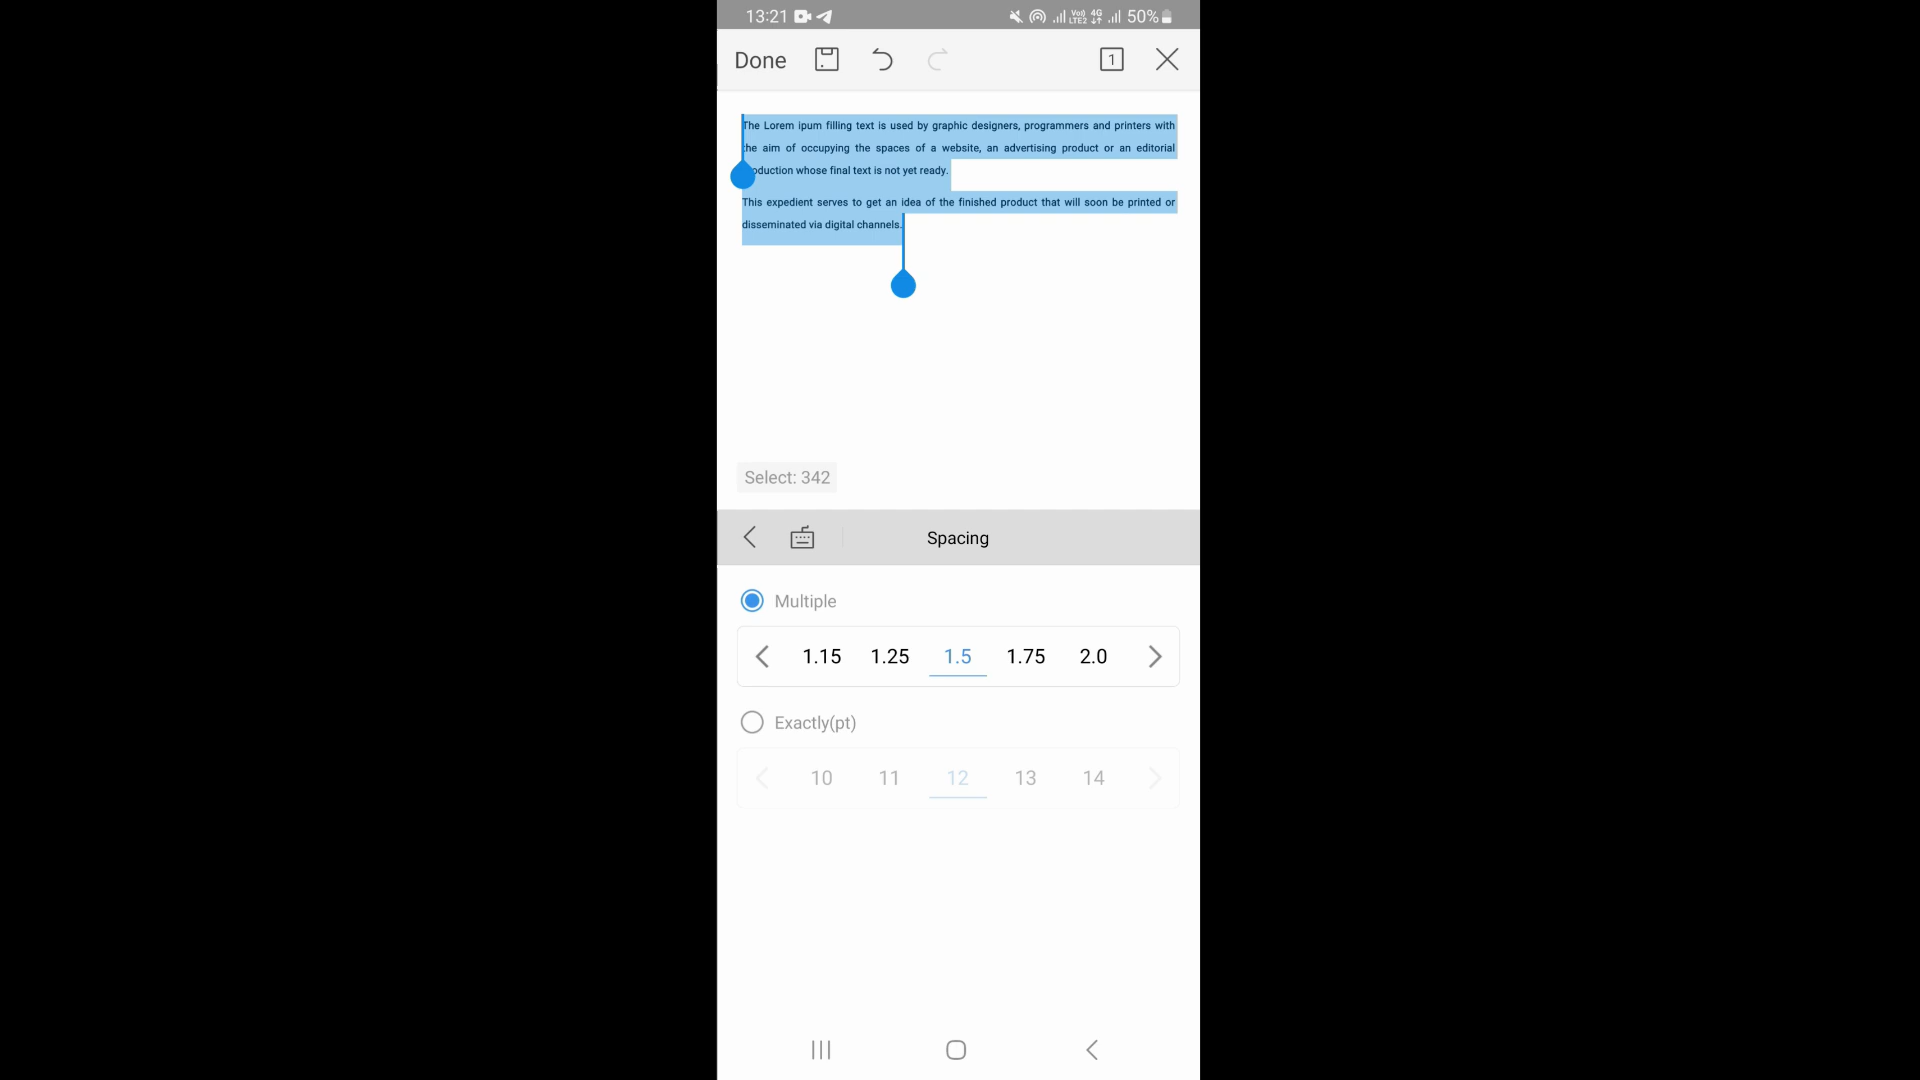 13:21 Vo) LTE2 4G 50%
Done 1
The Lorem ipum filling text is used by graphic designers, programmers and printers with
the aim of occupying the spaces of a website, an advertising product or an editorial
oduction whose final text is not yet ready.
This expedient serves to get an idea of the finished product that will soon be printed or
disseminated via digital channels.
Select: 342
Spacing
Multiple
1.15 1.25 1.5 1.75 2.0
Exactly(pt)
10 11 12 13 14